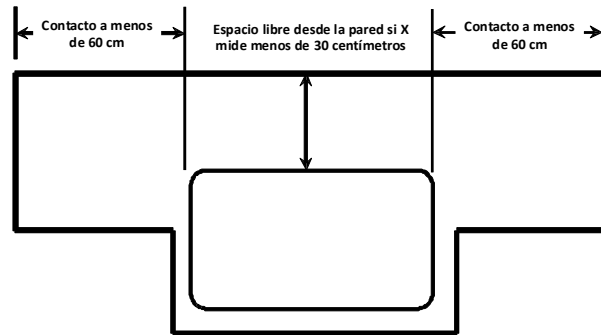 Contacto a menos
de 60 cm
Espacio libre desde la pared si X
mide menos de 30 centímetros
Contacto a menos
de 60 cm